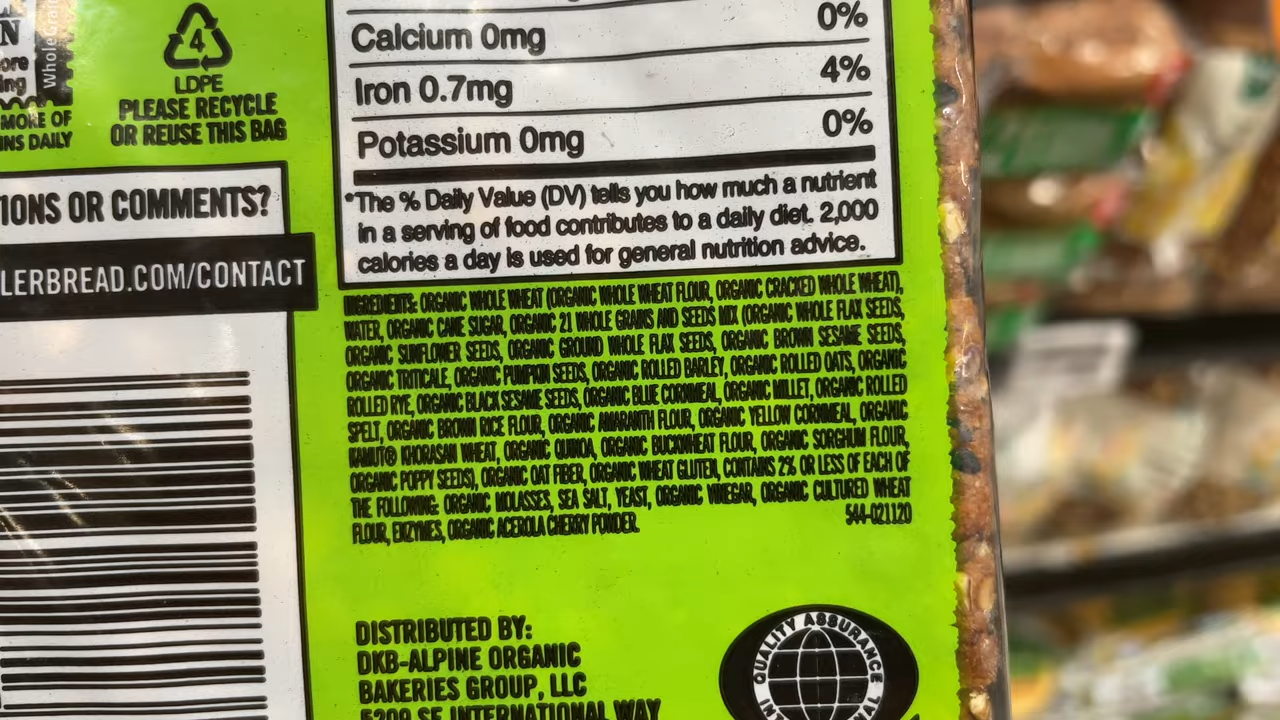 N
ore
ing
WholeGrain
MORE OF
INS DAILY
4
LDPE
PLEASE RECYCLE
OR REUSE THIS BAG
IONS OR COMMENTS?
LERBREAD.COM/CONTACT
0%
Calcium 0mg
4%
Iron 0.7mg
0%
Potassium 0mg
*The % Daily Value (DV) tells you how much a nutrient
in a serving of food contributes to a daily diet. 2,000
calories a day is used for general nutrition advice.
INGREDIENTS: ORGANIC WHOLE WHEAT (ORGANIC WHOLE WHEAT FLOUR, ORGANIC CRACKED WHOLE WHEAT),
WATER, ORGANIC CANE SUGAR, ORGANIC 21 WHOLE GRAINS AND SEEDS MIX (ORGANIC WHOLE FLAX SEEDS,
ORGANIC SUNFLOWER SEEDS, ORGANIC GROUND WHOLE FLAX SEEDS, ORGANIC BROWN SESAME SEEDS,
ORGANIC TRITICALE, ORGANIC PUMPKIN SEEDS, ORGANIC ROLLED BARLEY, ORGANIC ROLLED OATS, ORGANIC
ROLLED RYE, ORGANIC BLACK SESAME SEEDS, ORGANIC BLUE CORNMEAL, ORGANIC MILLET, ORGANIC ROLLED
SPELT, ORGANIC BROWN RICE FLOUR, ORGANIC AMARANTH FLOUR, ORGANIC YELLOW CORNMEAL, ORGANIC
KAMUT® KHORASAN WHEAT, ORGANIC QUINOA, ORGANIC BUCKWHEAT FLOUR, ORGANIC SORGHUM FLOUR,
ORGANIC POPPY SEEDS), ORGANIC OAT FIBER, ORGANIC WHEAT GLUTEN, CONTAINS 2% OR LESS OF EACH OF
THE FOLLOWING: ORGANIC MOLASSES, SEA SALT, YEAST, ORGANIC VINEGAR, ORGANIC CULTURED WHEAT
FLOUR, ENZYMES, ORGANIC ACEROLA CHERRY POWDER.
544-021120
DISTRIBUTED BY:
DKB-ALPINE ORGANIC
BAKERIES GROUP, LLC
5209 SE INTERNATIONAL WAY
QUALITY ASSURANCE